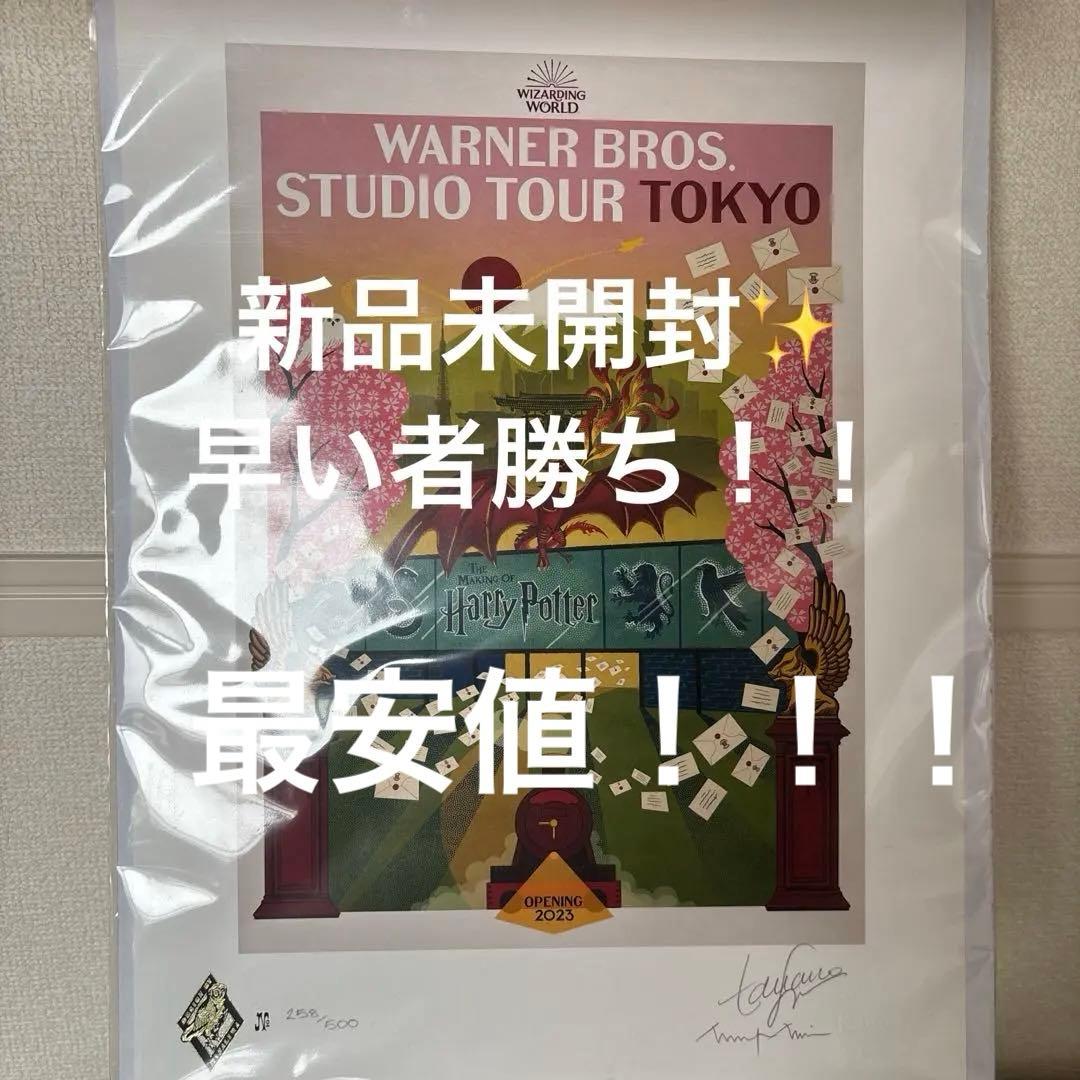 WIZARDING
WORLD
WARNER BROS.
STUDIO TOUR TOKYO
新品未開封✨
早い者勝ち！！
THE
MAKING OF
Harry Potter
最安値！！！
OPENING
2023
№ 258/500